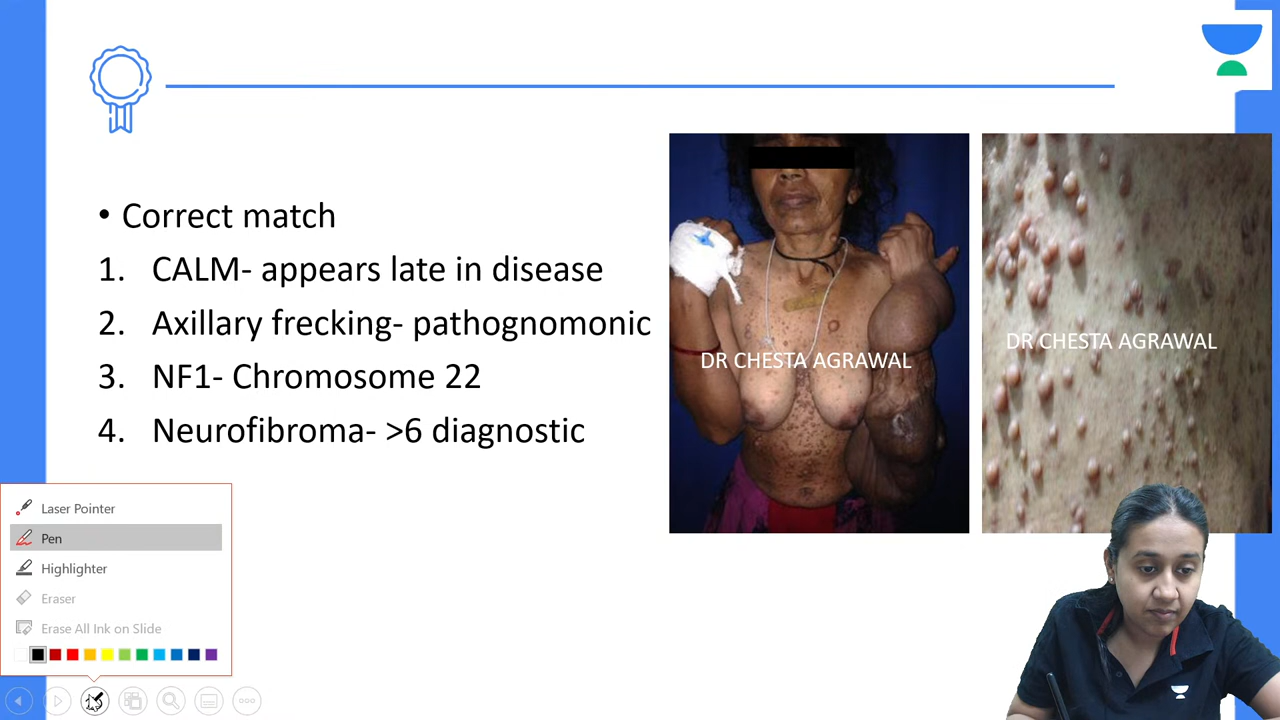 • Correct match
1. CALM- appears late in disease
2. Axillary frecking- pathognomonic
3. NF1- Chromosome 22
4. Neurofibroma- >6 diagnostic
DR CHESTA AGRAWAL
DR CHESTA AGRAWAL
Laser Pointer
Pen
Highlighter
Eraser
Erase All Ink on Slide